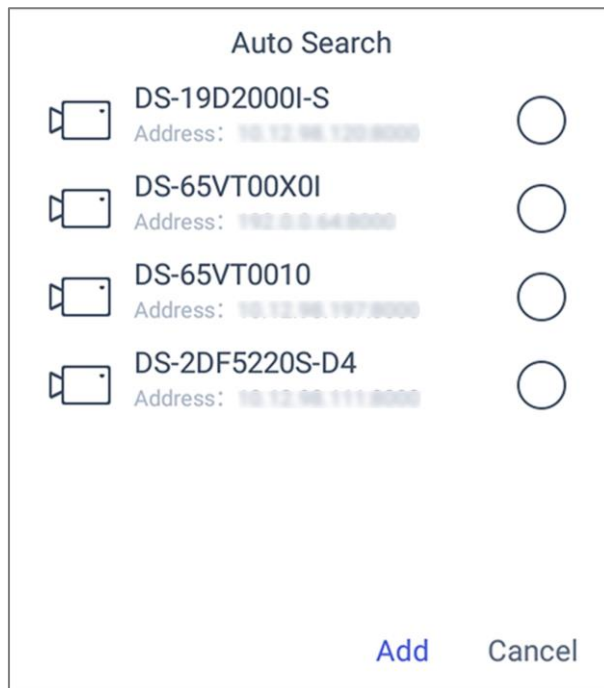 Auto Search
DS-19D2000I-S
Address:
DS-65VT00X0I
Address:
DS-65VT0010
Address:
DS-2DF5220S-D4
Address:
Add
Cancel